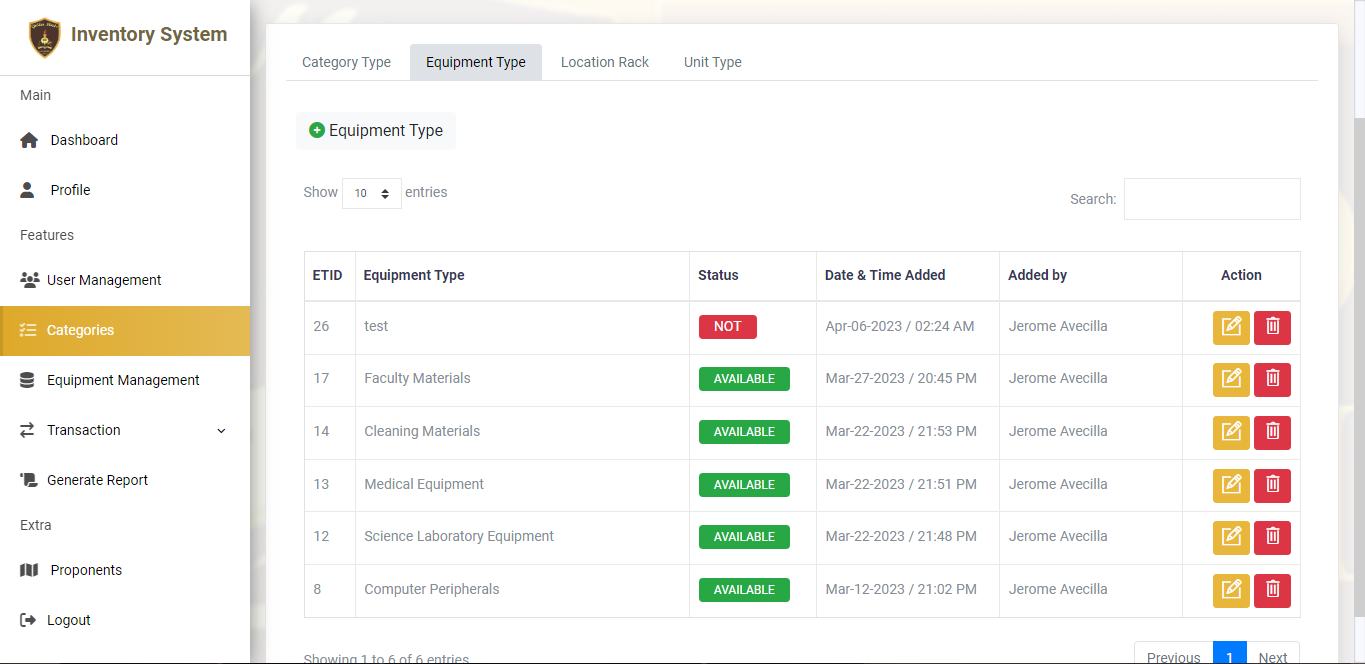 Inventory System
Main
Dashboard
Profile
Features
User Management
Categories
Equipment Management
Transaction
Generate Report
Extra
Proponents
Logout
Category Type Equipment Type Location Rack Unit Type
Equipment Type
Show 10 entries
Search:
ETID Equipment Type Status Date & Time Added Added by Action
26 test NOT Apr-06-2023 / 02:24 AM Jerome Avecilla
17 Faculty Materials AVAILABLE Mar-27-2023 / 20:45 PM Jerome Avecilla
14 Cleaning Materials AVAILABLE Mar-22-2023 / 21:53 PM Jerome Avecilla
13 Medical Equipment AVAILABLE Mar-22-2023 / 21:51 PM Jerome Avecilla
12 Science Laboratory Equipment AVAILABLE Mar-22-2023 / 21:48 PM Jerome Avecilla
8 Computer Peripherals AVAILABLE Mar-12-2023 / 21:02 PM Jerome Avecilla
Showing 1 to 6 of 6 entries
Previous 1 Next